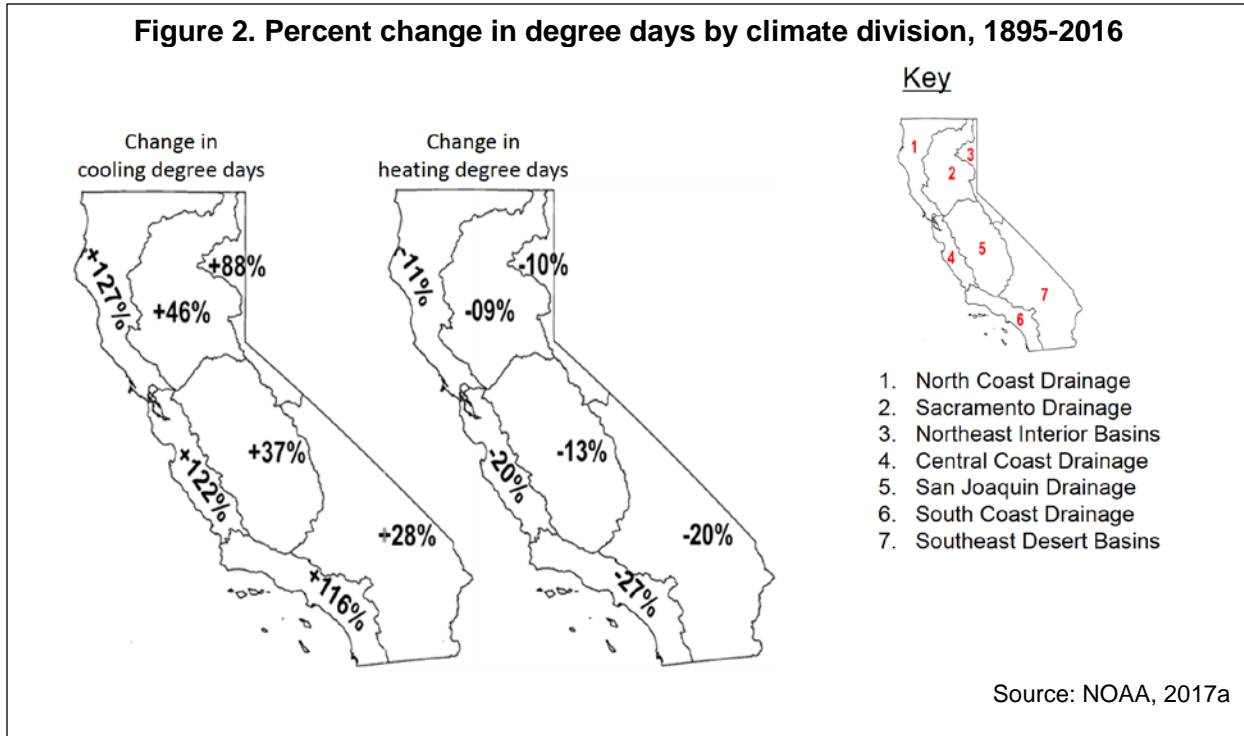 Figure 2. Percent change in degree days by climate division, 1895-2016
Change in
cooling degree days
+127%
+88%
+46%
+37%
+122%
+28%
+116%
Change in
heating degree days
-11%
-10%
-09%
-13%
-20%
-20%
-27%
Key
1
3
2
5
4
7
6
1. North Coast Drainage
2. Sacramento Drainage
3. Northeast Interior Basins
4. Central Coast Drainage
5. San Joaquin Drainage
6. South Coast Drainage
7. Southeast Desert Basins
Source: NOAA, 2017a